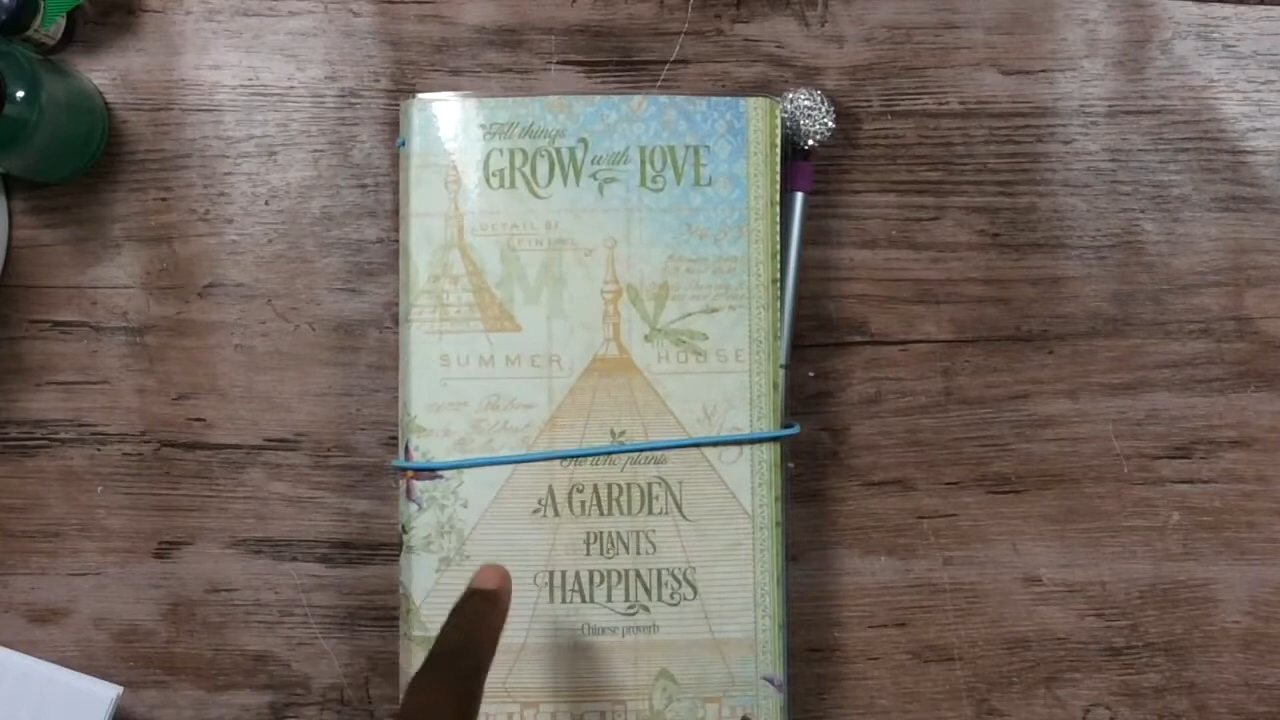 All things
GROW with LOVE
DETAIL OF
FINIAL
SUMMER HOUSE
He who plants
A GARDEN
PLANTS
HAPPINESS
Chinese proverb